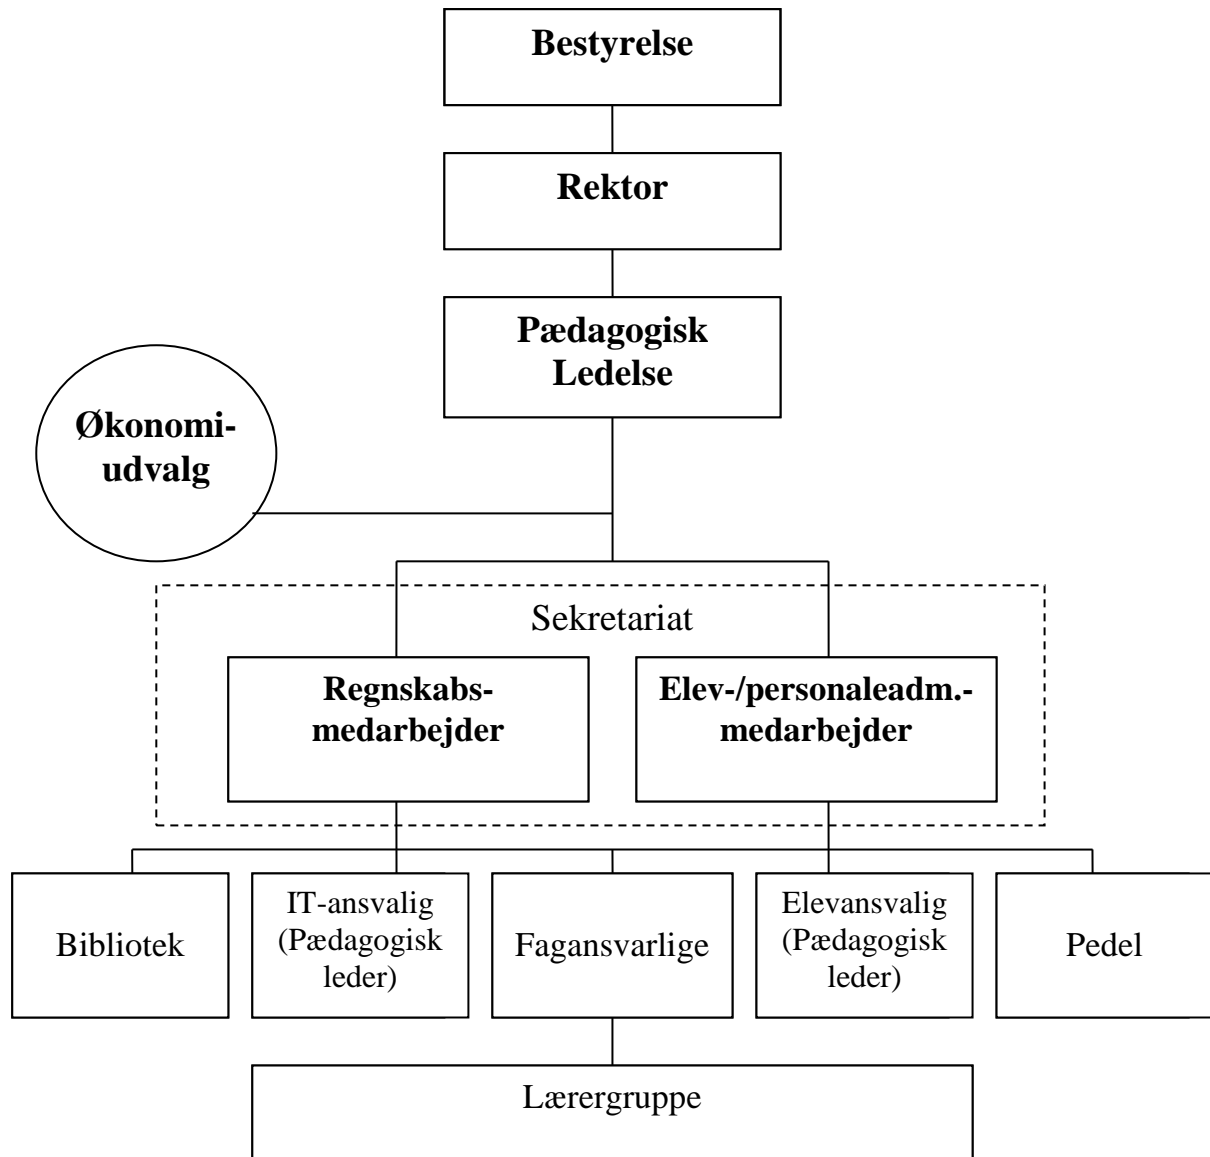 Bestyrelse
Rektor
Pædagogisk
Ledelse
Økonomi-
udvalg
Sekretariat
Regnskabs-
medarbejder
Elev-/personaleadm.-
medarbejder
Bibliotek
IT-ansvalig
(Pædagogisk
leder)
Fagansvarlige
Elevansvalig
(Pædagogisk
leder)
Pedel
Lærergruppe